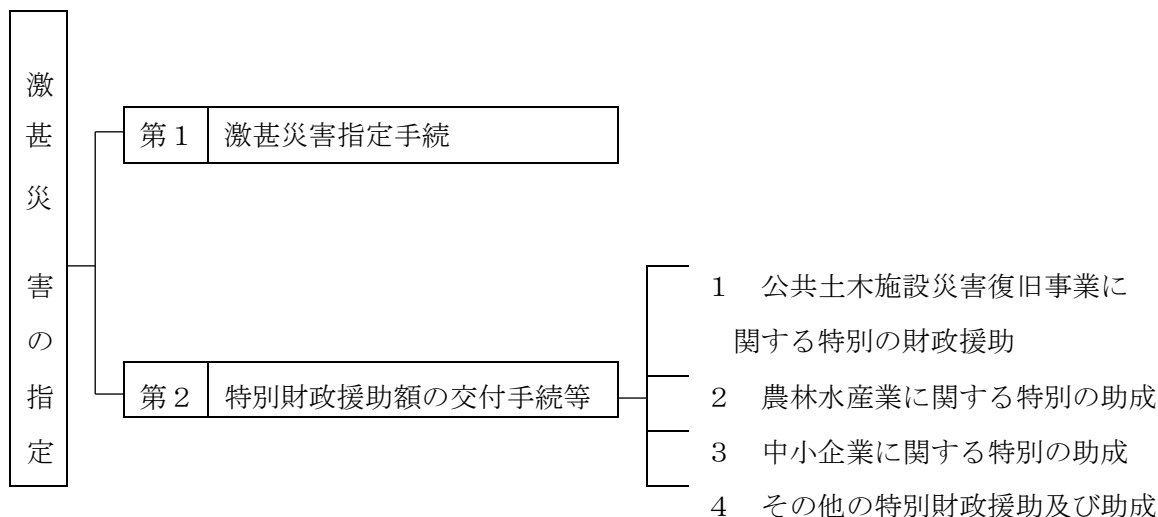 激甚災害の指定
第１ 激甚災害指定手続
第２ 特別財政援助額の交付手続等
１ 公共土木施設災害復旧事業に
関する特別の財政援助
２ 農林水産業に関する特別の助成
３ 中小企業に関する特別の助成
４ その他の特別財政援助及び助成